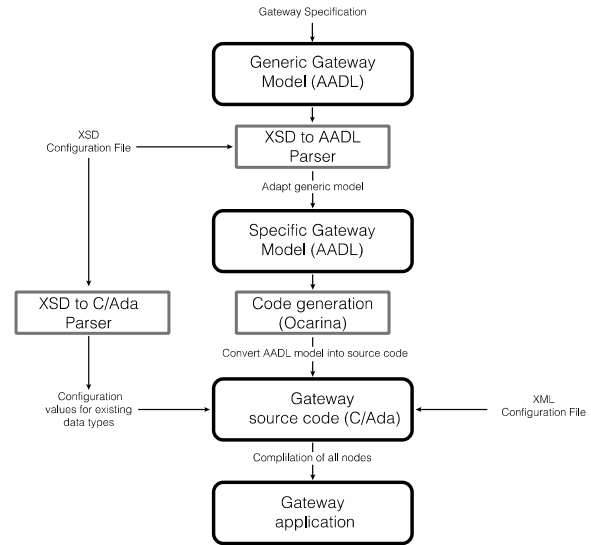 Gateway Specification
Generic Gateway
Model (AADL)
XSD
Configuration File
XSD to AADL
Parser
Adapt generic model
Specific Gateway
Model (AADL)
XSD to C/Ada
Parser
Code generation
(Ocarina)
Convert AADL model into source code
Configuration
values for existing
data types
Gateway
source code (C/Ada)
XML
Configuration File
Complilation of all nodes
Gateway
application